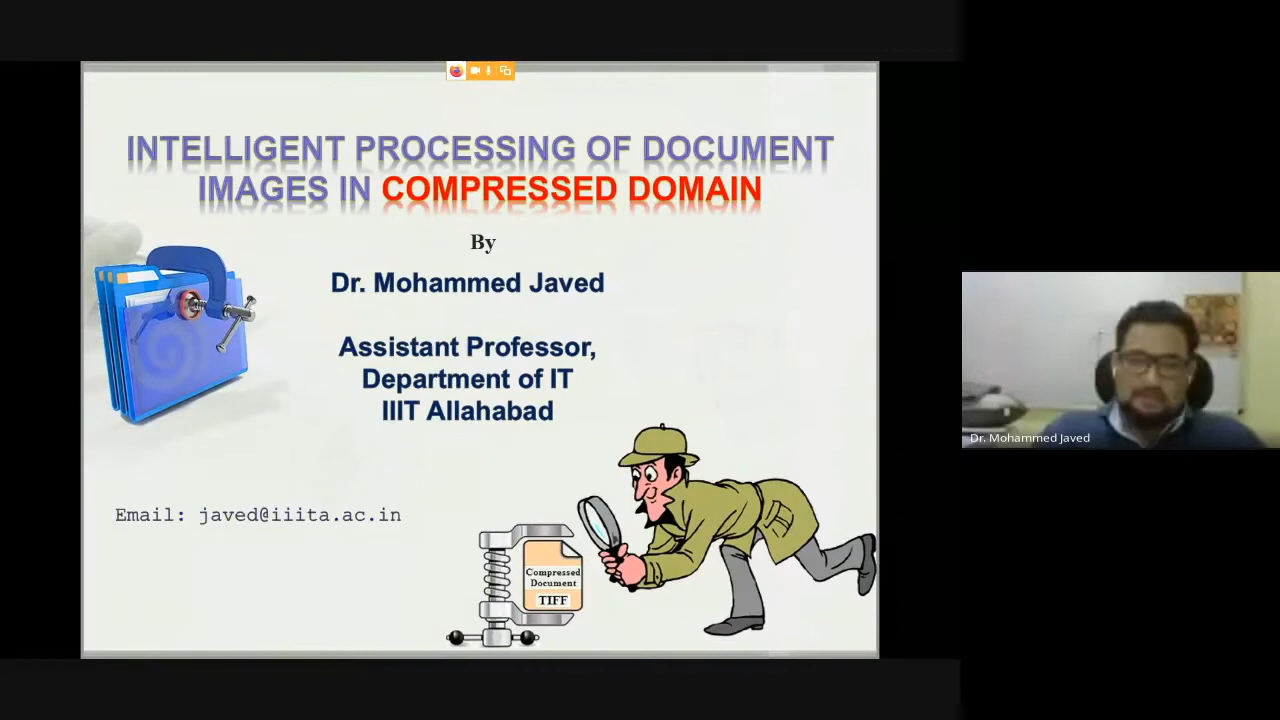 INTELLIGENT PROCESSING OF DOCUMENT
IMAGES IN COMPRESSED DOMAIN
By
Dr. Mohammed Javed
Assistant Professor,
Department of IT
IIIT Allahabad
Email: javed@iiita.ac.in
Compressed
Document
TIFF
Dr. Mohammed Javed